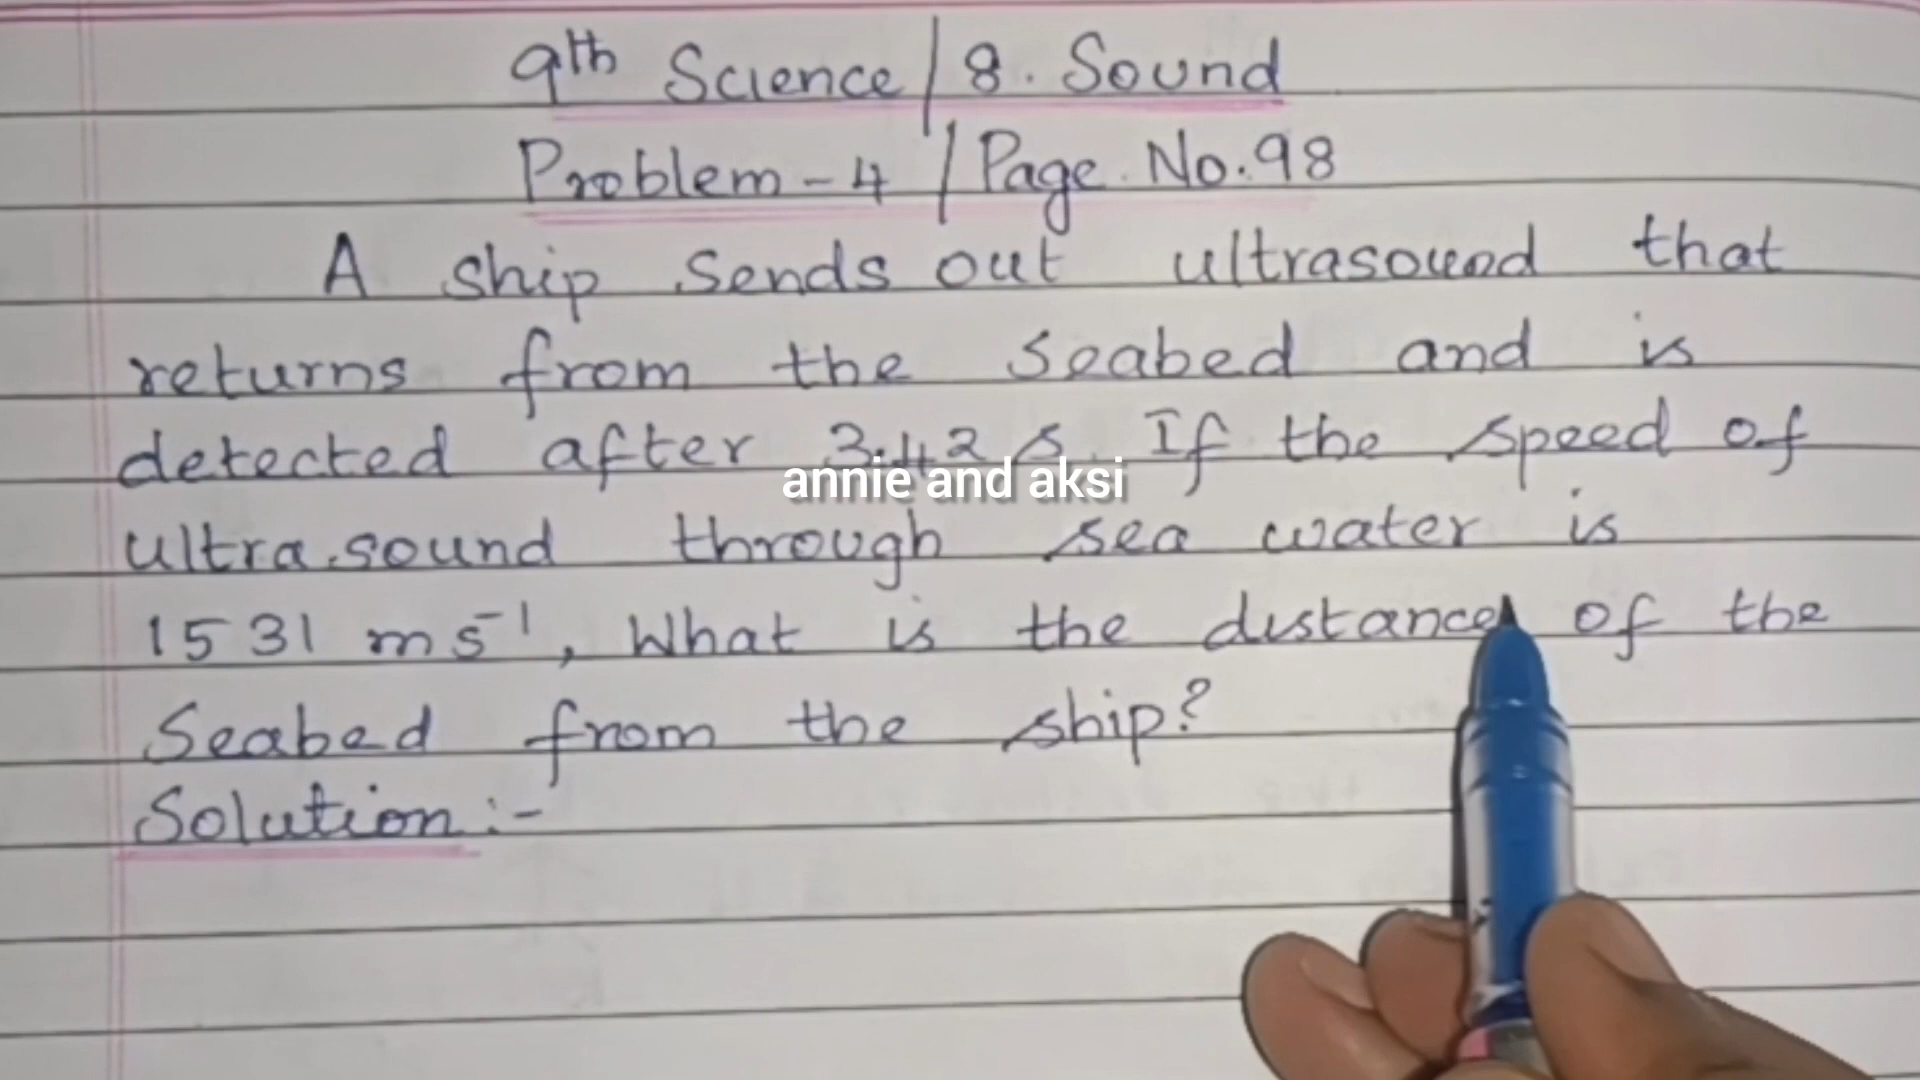 9th Science / 8. Sound
Problem - 4 / Page. No. 98
A ship sends out ultrasound that
returns from the seabed and is
detected after 3.42 s. If the speed of
annie and aksi
ultrasound through sea water is
1531 ms⁻¹, What is the distance of the
Seabed from the ship?
Solution :-